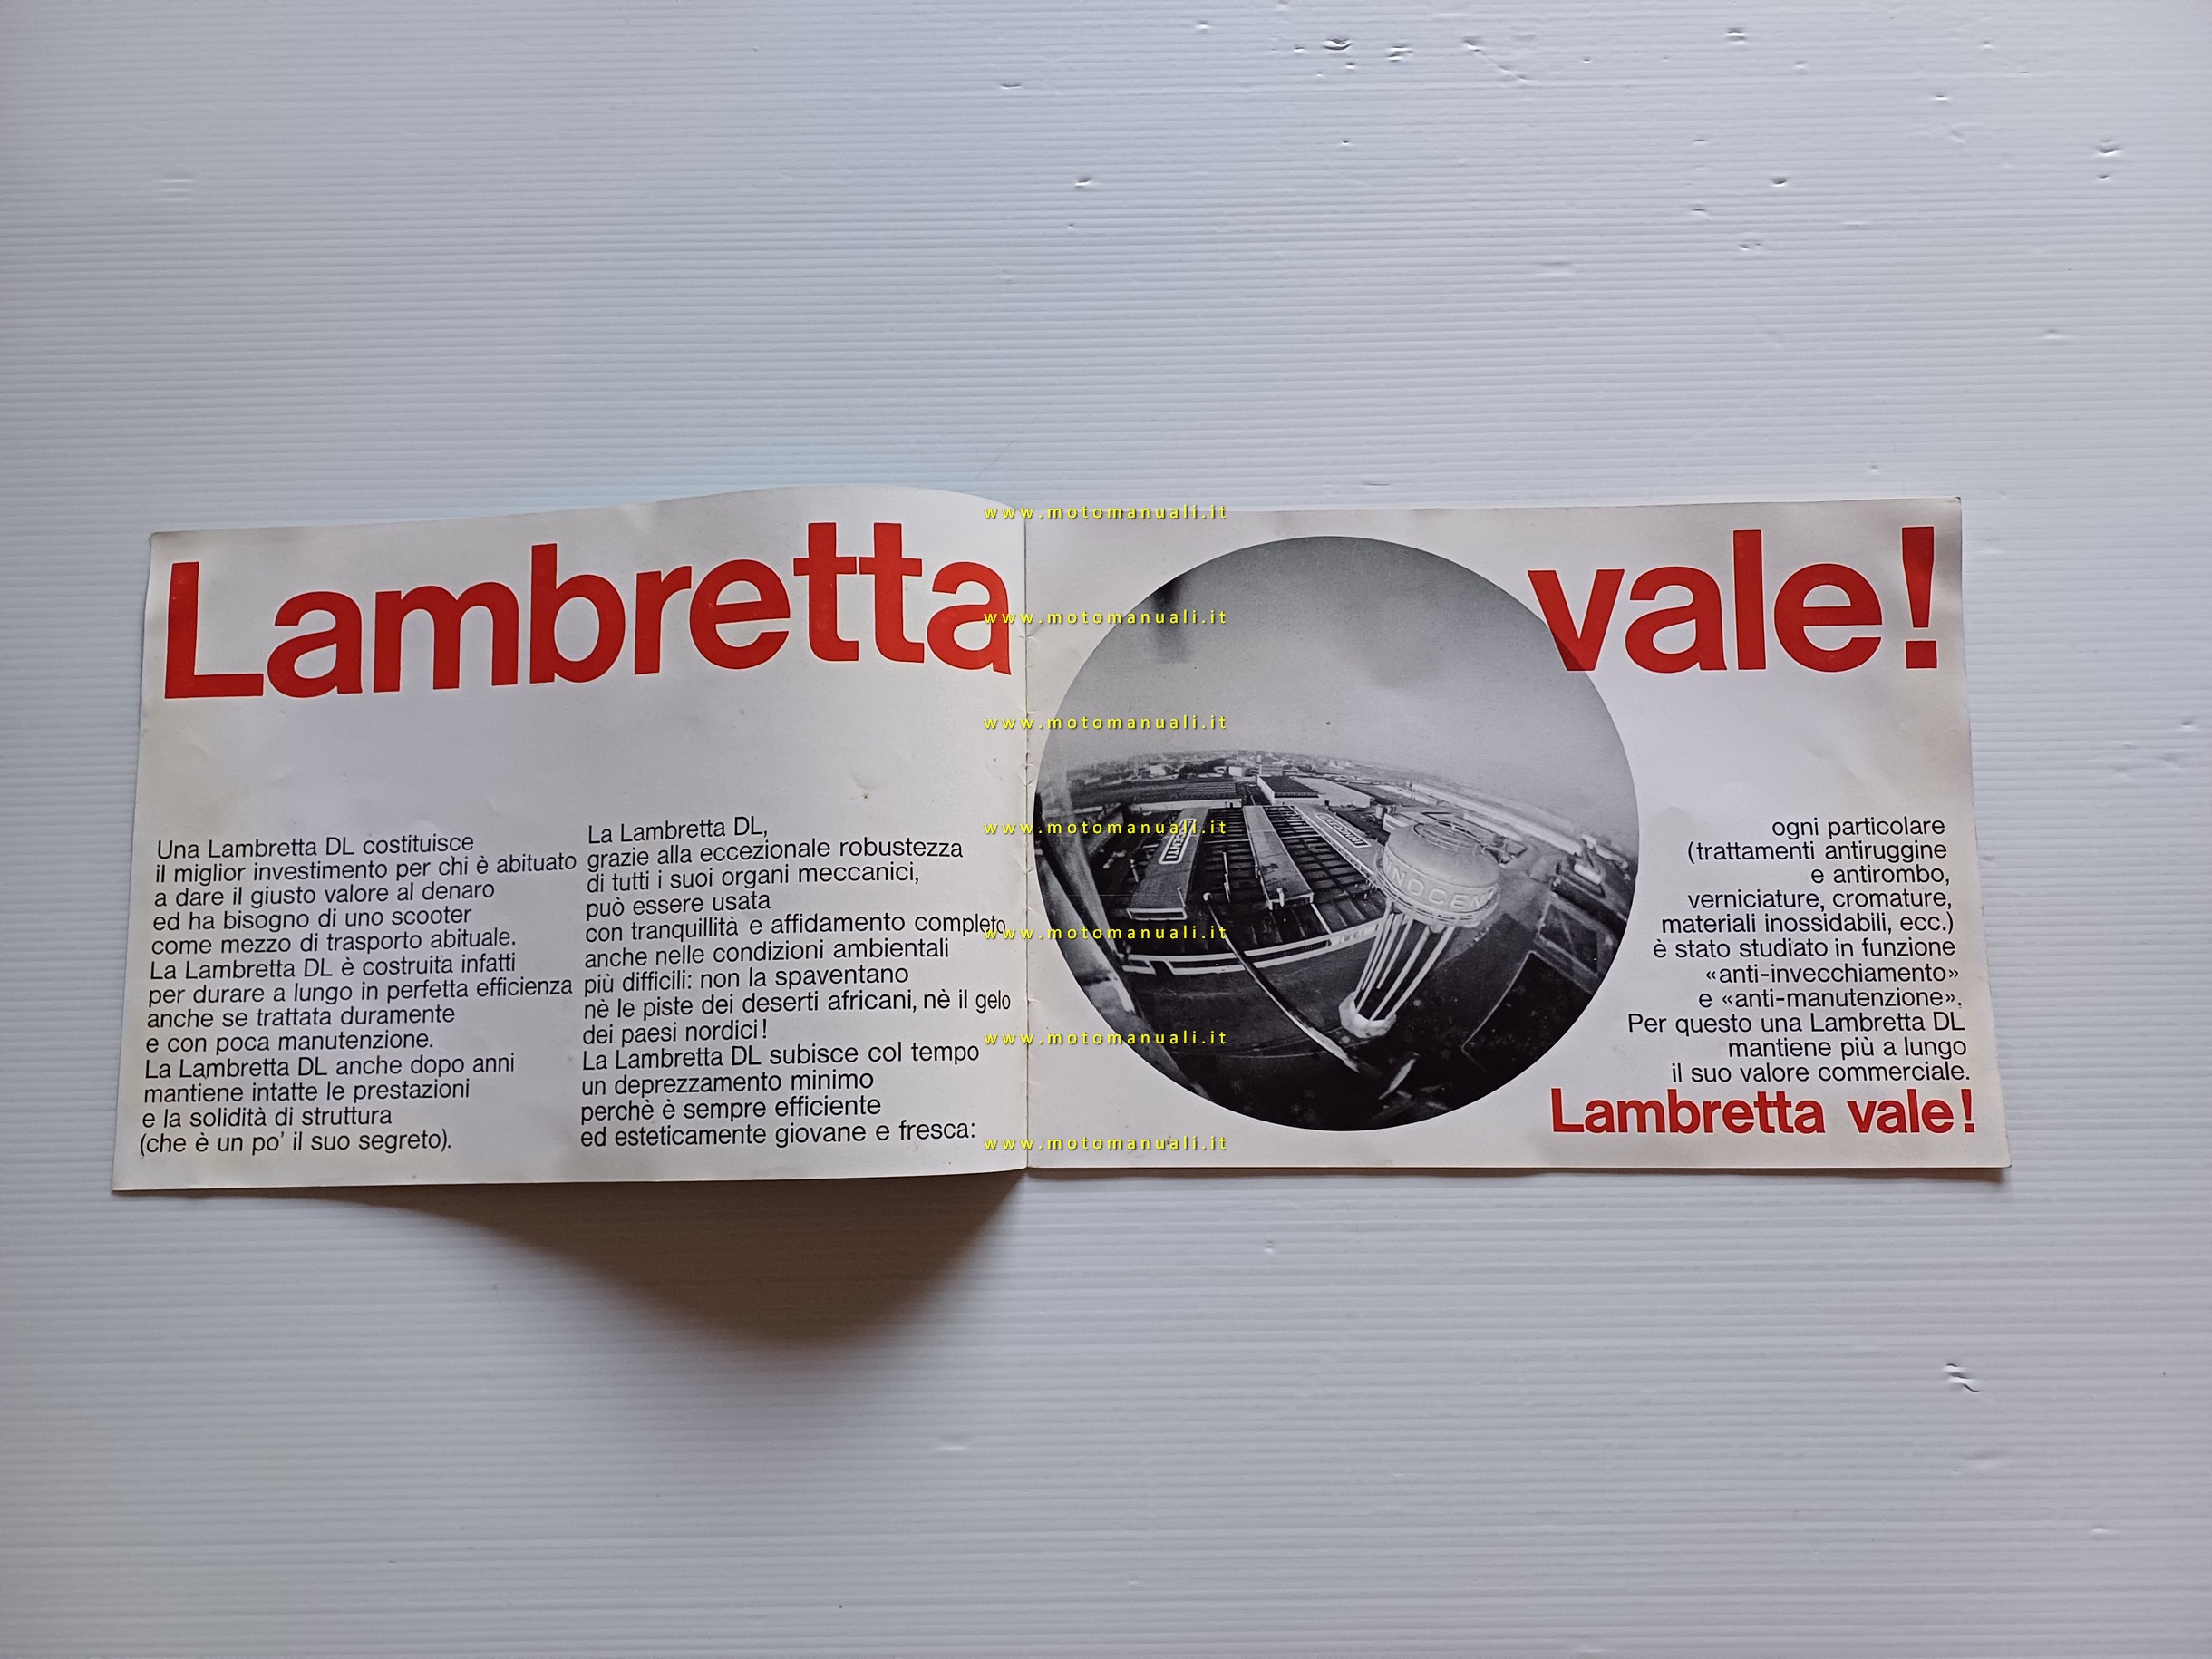 Lambretta vale!
Una Lambretta DL costituisce
il miglior investimento per chi è abituato
a dare il giusto valore al denaro
ed ha bisogno di uno scooter
come mezzo di trasporto abituale.
La Lambretta DL è costruita infatti
per durare a lungo in perfetta efficienza
anche se trattata duramente
e con poca manutenzione.
La Lambretta DL anche dopo anni
mantiene intatte le prestazioni
e la solidità di struttura
(che è un po' il suo segreto).
La Lambretta DL,
grazie alla eccezionale robustezza
di tutti i suoi organi meccanici,
può essere usata
con tranquillità e affidamento completo
anche nelle condizioni ambientali
più difficili: non la spaventano
nè le piste dei deserti africani, nè il gelo
dei paesi nordici!
La Lambretta DL subisce col tempo
un deprezzamento minimo
perchè è sempre efficiente
ed esteticamente giovane e fresca:
NNOCEN
ogni particolare
(trattamenti antiruggine
e antirombo,
verniciature, cromature,
materiali inossidabili, ecc.)
è stato studiato in funzione
«anti-invecchiamento»
e «anti-manutenzione».
Per questo una Lambretta DL
mantiene più a lungo
il suo valore commerciale.
Lambretta vale!
www.motomanuali.it
www.motomanuali.it
www.motomanuali.it
www.motomanuali.it
www.motomanuali.it
www.motomanuali.it
www.motomanuali.it